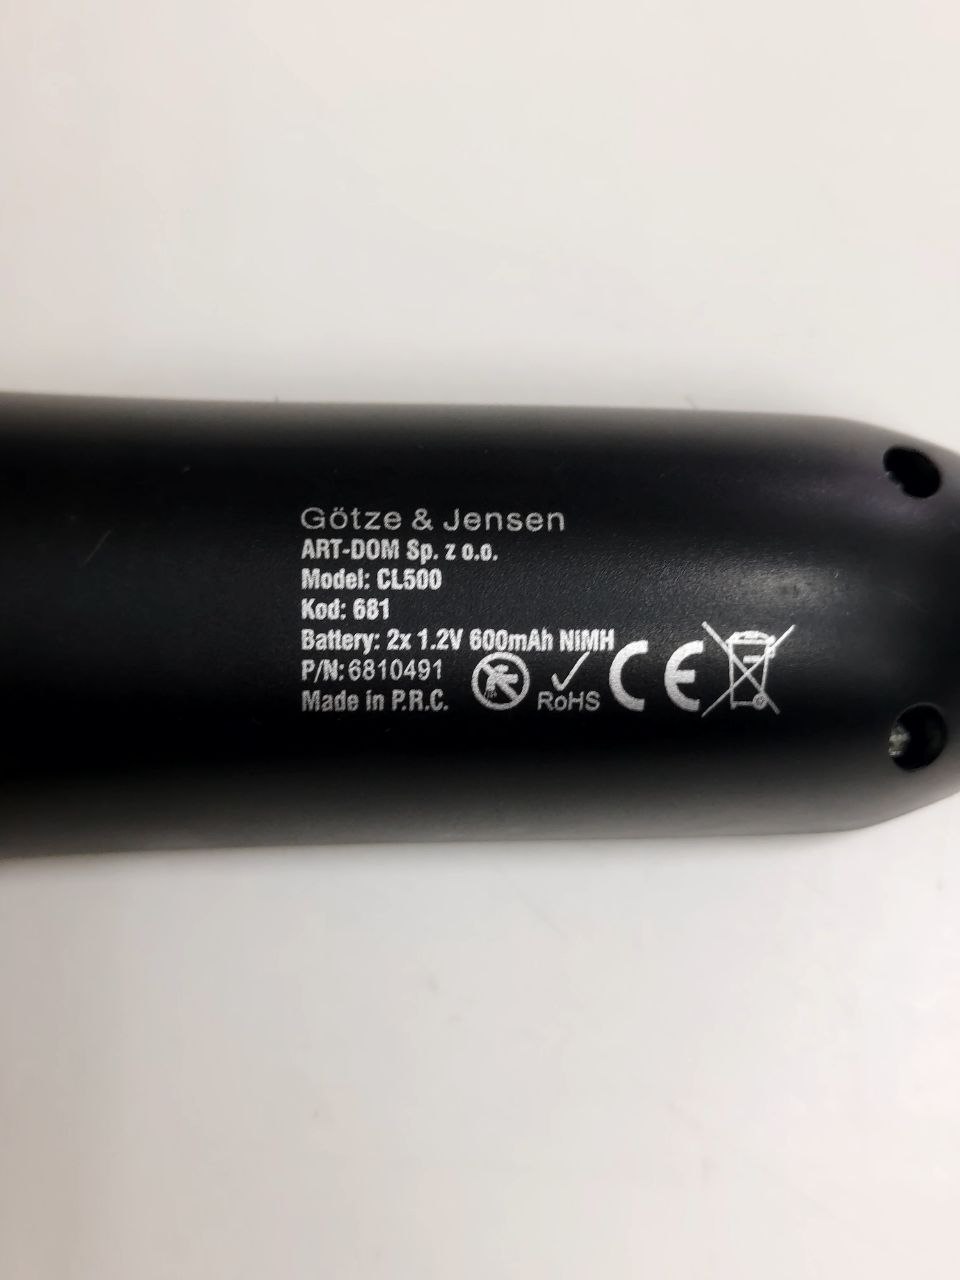 Götze & Jensen
ART-DOM Sp. z o.o.
Model: CL500
Kod: 681
Battery: 2x 1.2V 600mAh NiMH
P/N: 6810491
Made in P.R.C.
RoHS
CE